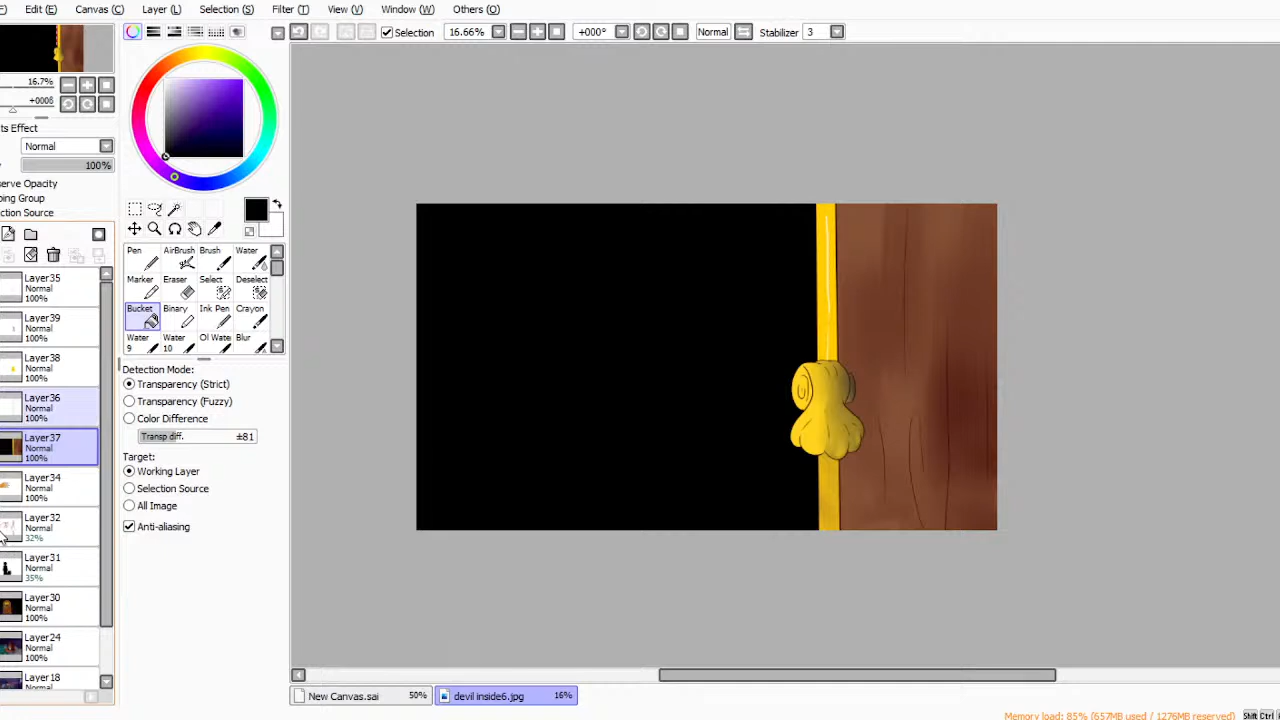 Edit (E) Canvas (C) Layer (L) Selection (S) Filter (T) View (V) Window (W) Others (O)
Selection 16.66% +000° Normal Stabilizer 3
16.7%
+000
ts Effect
Normal
100%
erve Opacity
ping Group
ction Source
Layer35
Normal
100%
Layer39
Normal
100%
Layer38
Normal
100%
Layer36
Normal
100%
Layer37
Normal
100%
Layer34
Normal
100%
Layer32
Normal
32%
Layer31
Normal
35%
Layer30
Normal
100%
Layer24
Normal
100%
Layer18
Normal
Pen AirBrush Brush Water
Marker Eraser Select Deselect
Bucket Binary Ink Pen Crayon
Water 9 Water 10 Ol Water Blur
Detection Mode:
Transparency (Strict)
Transparency (Fuzzy)
Color Difference
Transp diff. ±81
Target:
Working Layer
Selection Source
All Image
Anti-aliasing
New Canvas.sai 50% devil inside6.jpg 16%
Memory load: 85% (657MB used / 1276MB reserved) Shift Ctrl